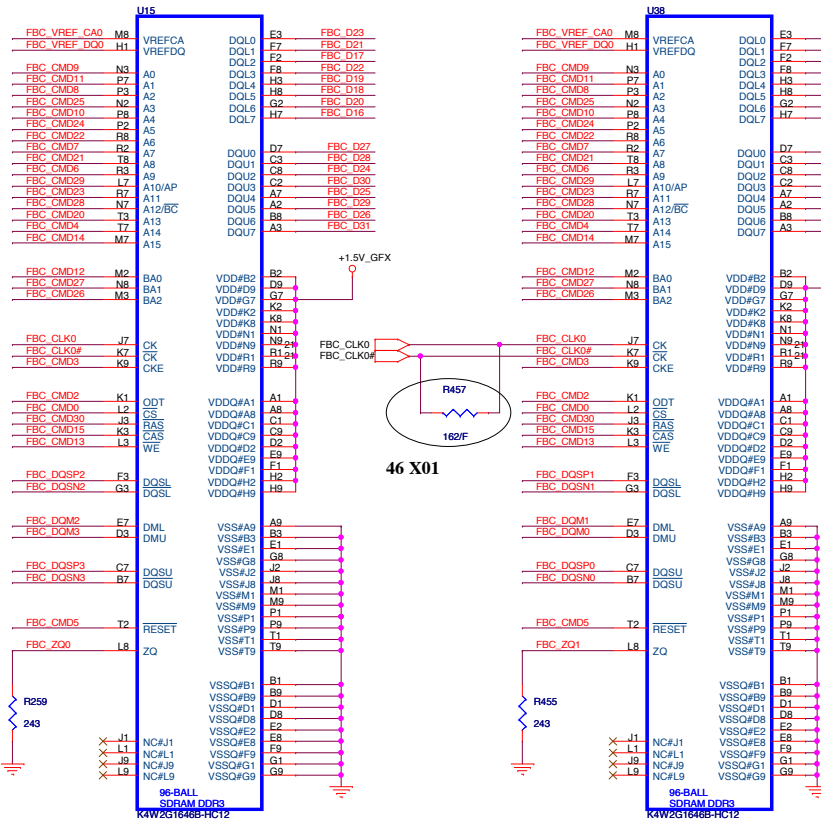 U15
FBC_VREF_CA0 M8 VREFCA DQL0 E3 FBC_D23
FBC_VREF_DQ0 H1 VREFDQ DQL1 F7 FBC_D21
DQL2 F2 FBC_D17
FBC_CMD9 N3 A0 DQL3 F8 FBC_D22
FBC_CMD11 P7 A1 DQL4 H3 FBC_D19
FBC_CMD8 P3 A2 DQL5 H8 FBC_D18
FBC_CMD25 N2 A3 DQL6 G2 FBC_D20
FBC_CMD10 P8 A4 DQL7 H7 FBC_D16
FBC_CMD24 P2 A5
FBC_CMD22 R8 A6
FBC_CMD7 R2 A7 DQU0 D7 FBC_D27
FBC_CMD21 T8 A8 DQU1 C3 FBC_D28
FBC_CMD6 R3 A9 DQU2 C8 FBC_D24
FBC_CMD29 L7 A10/AP DQU3 C2 FBC_D30
FBC_CMD23 R7 A11 DQU4 A7 FBC_D25
FBC_CMD28 N7 A12/BC DQU5 A2 FBC_D29
FBC_CMD20 T3 A13 DQU6 B8 FBC_D26
FBC_CMD4 T7 A14 DQU7 A3 FBC_D31
FBC_CMD14 M7 A15
+1.5V_GFX
FBC_CMD12 M2 BA0 VDD#B2 B2
FBC_CMD27 N8 BA1 VDD#D9 D9
FBC_CMD26 M3 BA2 VDD#G7 G7
VDD#K2 K2
VDD#K8 K8
VDD#N1 N1
FBC_CLK0 J7 CK VDD#N9 N9 21
FBC_CLK0# K7 CK VDD#R1 R1 21
FBC_CMD3 K9 CKE VDD#R9 R9
FBC_CMD2 K1 ODT VDDQ#A1 A1
FBC_CMD0 L2 CS VDDQ#A8 A8
FBC_CMD30 J3 RAS VDDQ#C1 C1
FBC_CMD15 K3 CAS VDDQ#C9 C9
FBC_CMD13 L3 WE VDDQ#D2 D2
VDDQ#E9 E9
VDDQ#F1 F1
FBC_DQSP2 F3 DQSL VDDQ#H2 H2
FBC_DQSN2 G3 DQSL VDDQ#H9 H9
FBC_DQM2 E7 DML VSS#A9 A9
FBC_DQM3 D3 DMU VSS#B3 B3
VSS#E1 E1
VSS#G8 G8
FBC_DQSP3 C7 DQSU VSS#J2 J2
FBC_DQSN3 B7 DQSU VSS#J8 J8
VSS#M1 M1
VSS#M9 M9
VSS#P1 P1
FBC_CMD5 T2 RESET VSS#P9 P9
VSS#T1 T1
FBC_ZQ0 L8 ZQ VSS#T9 T9
VSSQ#B1 B1
VSSQ#B9 B9
R259 VSSQ#D1 D1
243 VSSQ#D8 D8
VSSQ#E2 E2
J1 NC#J1 VSSQ#E8 E8
L1 NC#L1 VSSQ#F9 F9
J9 NC#J9 VSSQ#G1 G1
L9 NC#L9 VSSQ#G9 G9
96-BALL
SDRAM DDR3
K4W2G1646B-HC12
FBC_CLK0
FBC_CLK0#
R457
162/F
46 X01
U38
FBC_VREF_CA0 M8 VREFCA DQL0 E3
FBC_VREF_DQ0 H1 VREFDQ DQL1 F7
DQL2 F2
FBC_CMD9 N3 A0 DQL3 F8
FBC_CMD11 P7 A1 DQL4 H3
FBC_CMD8 P3 A2 DQL5 H8
FBC_CMD25 N2 A3 DQL6 G2
FBC_CMD10 P8 A4 DQL7 H7
FBC_CMD24 P2 A5
FBC_CMD22 R8 A6
FBC_CMD7 R2 A7 DQU0 D7
FBC_CMD21 T8 A8 DQU1 C3
FBC_CMD6 R3 A9 DQU2 C8
FBC_CMD29 L7 A10/AP DQU3 C2
FBC_CMD23 R7 A11 DQU4 A7
FBC_CMD28 N7 A12/BC DQU5 A2
FBC_CMD20 T3 A13 DQU6 B8
FBC_CMD4 T7 A14 DQU7 A3
FBC_CMD14 M7 A15
FBC_CMD12 M2 BA0 VDD#B2 B2
FBC_CMD27 N8 BA1 VDD#D9 D9
FBC_CMD26 M3 BA2 VDD#G7 G7
VDD#K2 K2
VDD#K8 K8
VDD#N1 N1
FBC_CLK0 J7 CK VDD#N9 N9 21
FBC_CLK0# K7 CK VDD#R1 R1 21
FBC_CMD3 K9 CKE VDD#R9 R9
FBC_CMD2 K1 ODT VDDQ#A1 A1
FBC_CMD0 L2 CS VDDQ#A8 A8
FBC_CMD30 J3 RAS VDDQ#C1 C1
FBC_CMD15 K3 CAS VDDQ#C9 C9
FBC_CMD13 L3 WE VDDQ#D2 D2
VDDQ#E9 E9
VDDQ#F1 F1
FBC_DQSP1 F3 DQSL VDDQ#H2 H2
FBC_DQSN1 G3 DQSL VDDQ#H9 H9
FBC_DQM1 E7 DML VSS#A9 A9
FBC_DQM0 D3 DMU VSS#B3 B3
VSS#E1 E1
VSS#G8 G8
FBC_DQSP0 C7 DQSU VSS#J2 J2
FBC_DQSN0 B7 DQSU VSS#J8 J8
VSS#M1 M1
VSS#M9 M9
VSS#P1 P1
FBC_CMD5 T2 RESET VSS#P9 P9
VSS#T1 T1
FBC_ZQ1 L8 ZQ VSS#T9 T9
VSSQ#B1 B1
VSSQ#B9 B9
R455 VSSQ#D1 D1
243 VSSQ#D8 D8
VSSQ#E2 E2
J1 NC#J1 VSSQ#E8 E8
L1 NC#L1 VSSQ#F9 F9
J9 NC#J9 VSSQ#G1 G1
L9 NC#L9 VSSQ#G9 G9
96-BALL
SDRAM DDR3
K4W2G1646B-HC12